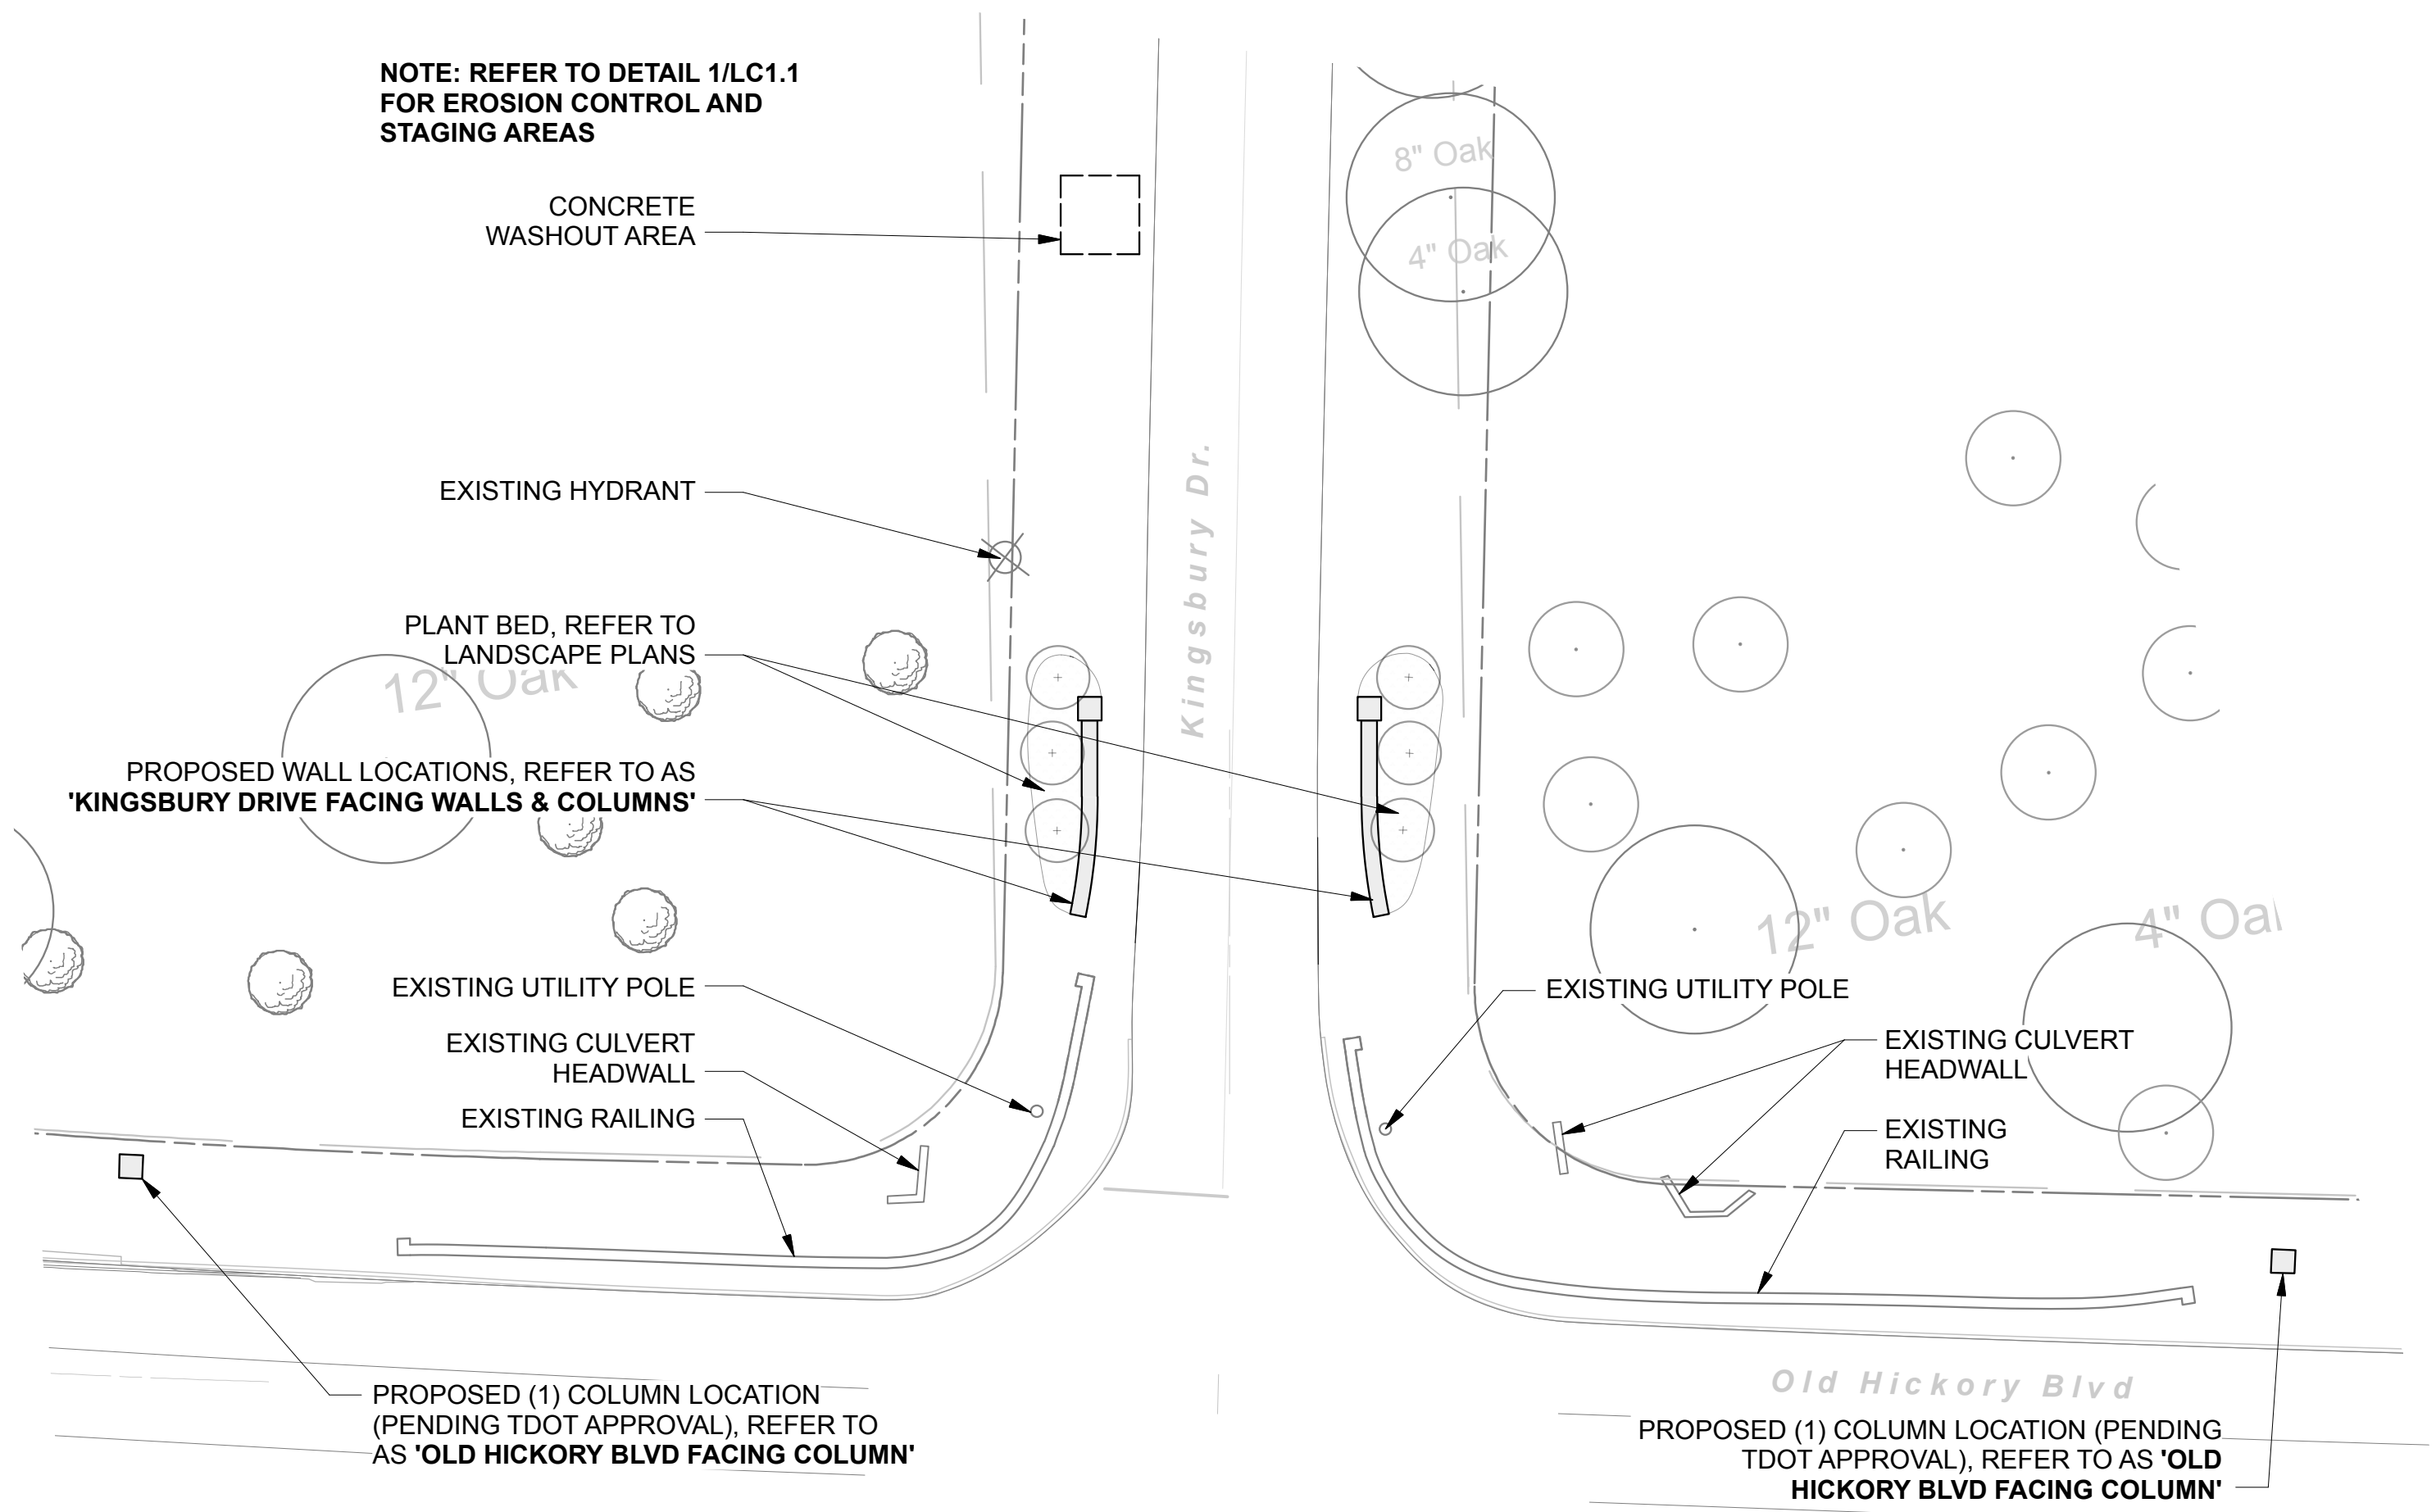 NOTE: REFER TO DETAIL 1/LC1.1
FOR EROSION CONTROL AND
STAGING AREAS
CONCRETE
WASHOUT AREA
8" Oak
4" Oak
Kingsbury Dr.
EXISTING HYDRANT
PLANT BED, REFER TO
LANDSCAPE PLANS
12" Oak
PROPOSED WALL LOCATIONS, REFER TO AS
'KINGSBURY DRIVE FACING WALLS & COLUMNS'
12" Oak
4" Oa
EXISTING UTILITY POLE
EXISTING UTILITY POLE
EXISTING CULVERT
HEADWALL
EXISTING CULVERT
HEADWALL
EXISTING RAILING
EXISTING
RAILING
Old Hickory Blvd
PROPOSED (1) COLUMN LOCATION
(PENDING TDOT APPROVAL), REFER TO
AS 'OLD HICKORY BLVD FACING COLUMN'
PROPOSED (1) COLUMN LOCATION (PENDING
TDOT APPROVAL), REFER TO AS 'OLD
HICKORY BLVD FACING COLUMN'